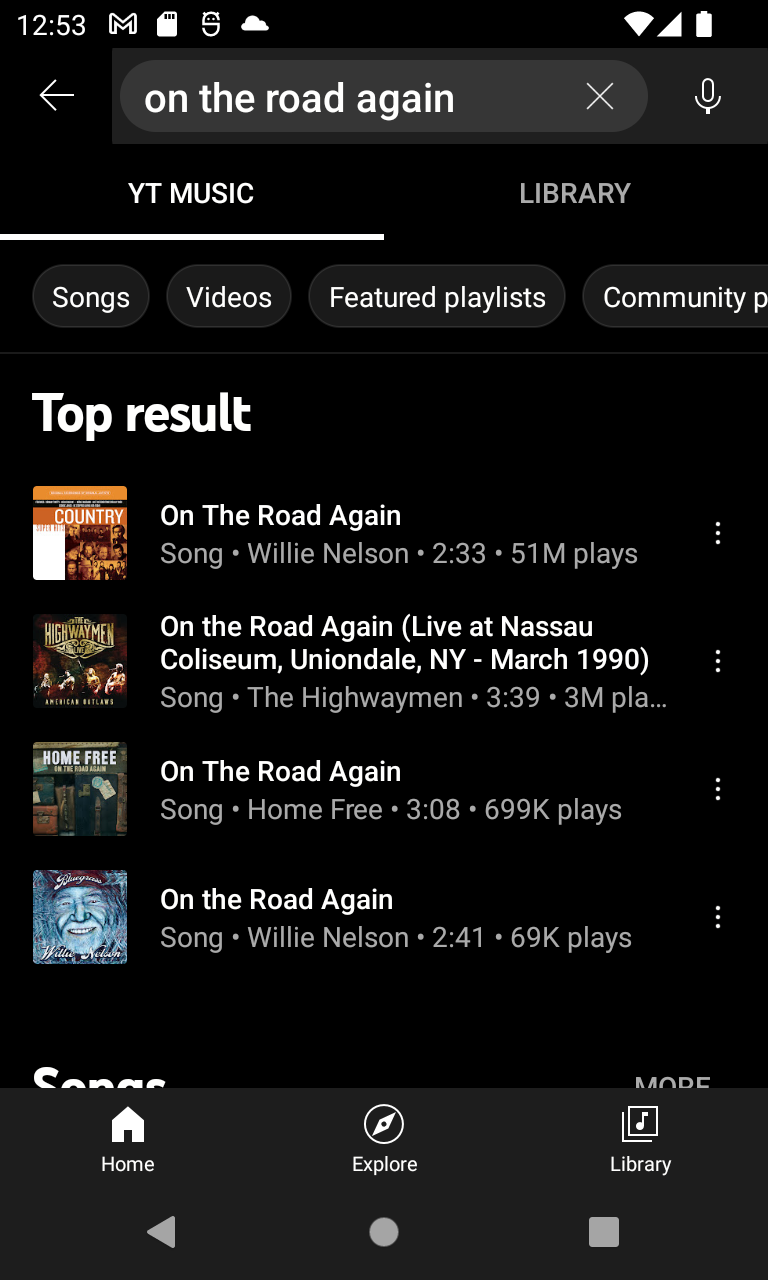 12:53
on the road again
YT MUSIC
LIBRARY
Songs
Videos
Featured playlists
Community p
Top result
COUNTRY
On The Road Again
Song • Willie Nelson • 2:33 • 51M plays
THE
HIGHWAYMEN
LIVE
AMERICAN OUTLAWS
On the Road Again (Live at Nassau
Coliseum, Uniondale, NY - March 1990)
Song • The Highwaymen • 3:39 • 3M pla...
HOME FREE
ON THE ROAD AGAIN
On The Road Again
Song • Home Free • 3:08 • 699K plays
Bluegrass
Willie Nelson
On the Road Again
Song • Willie Nelson • 2:41 • 69K plays
Songs
MORE
Home
Explore
Library